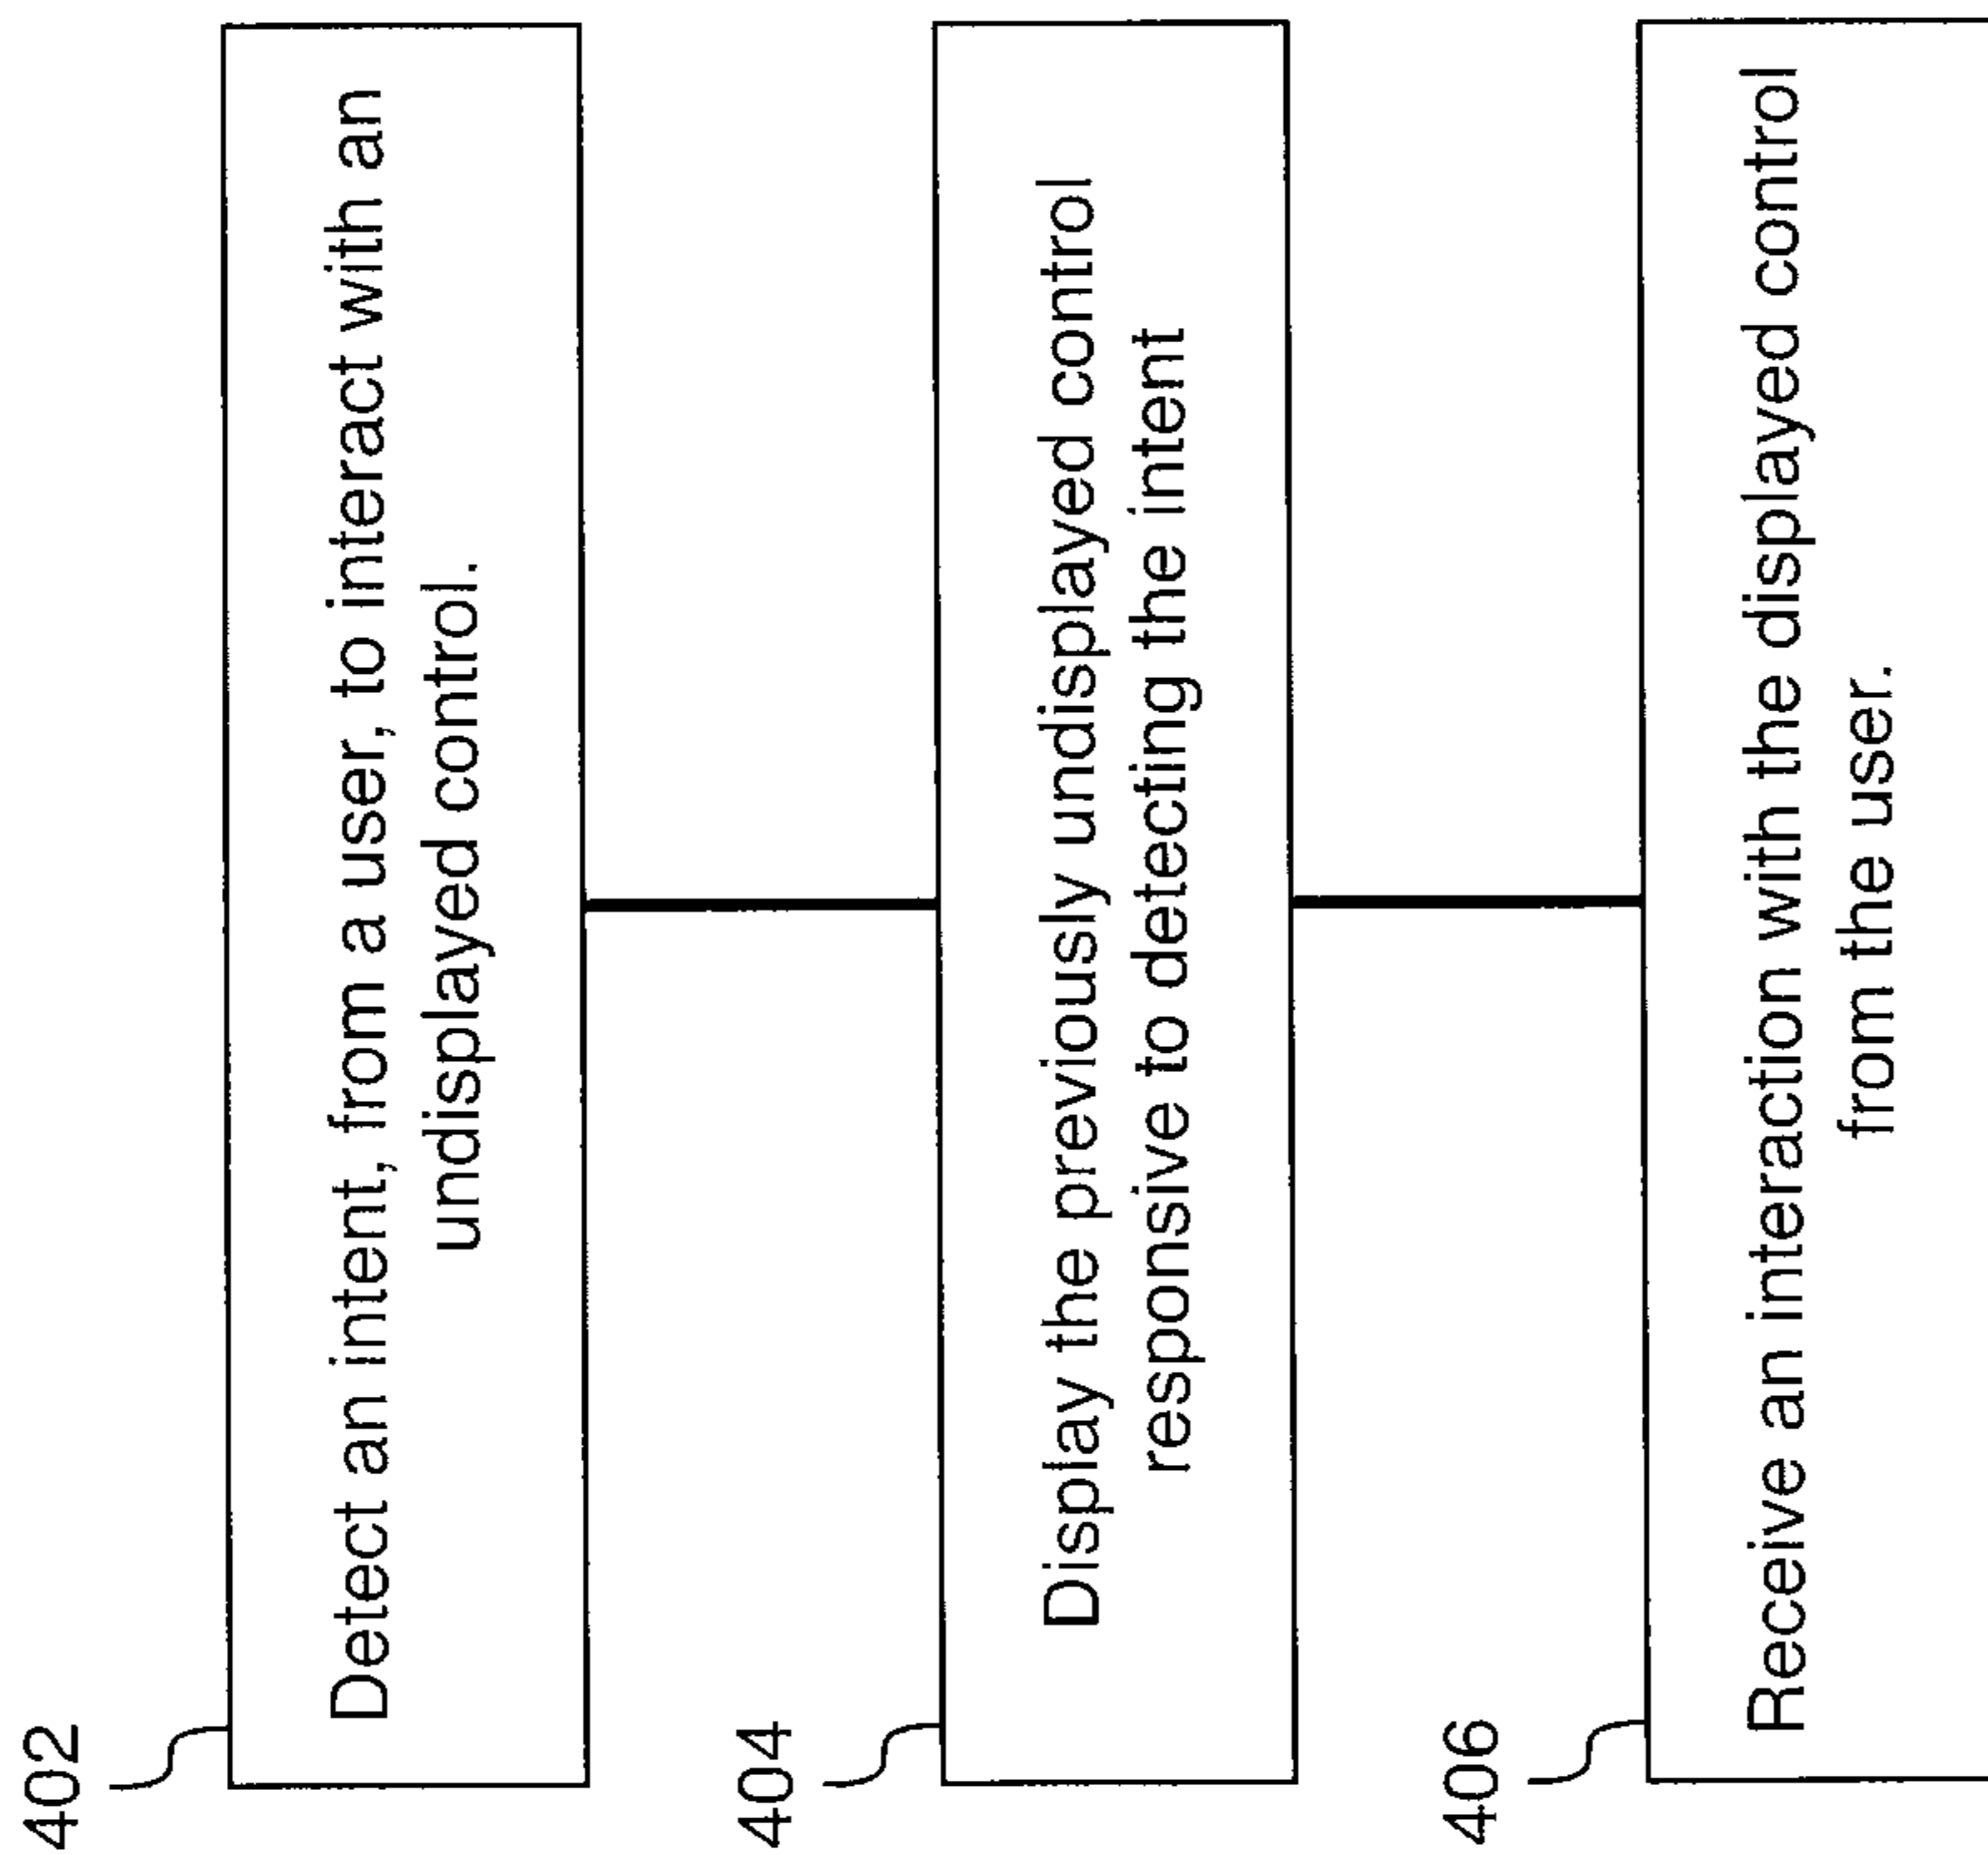 402
Detect an intent, from a user, to interact with an
undisplayed control.
404
Display the previously undisplayed control
responsive to detecting the intent
406
Receive an interaction with the displayed control
from the user.